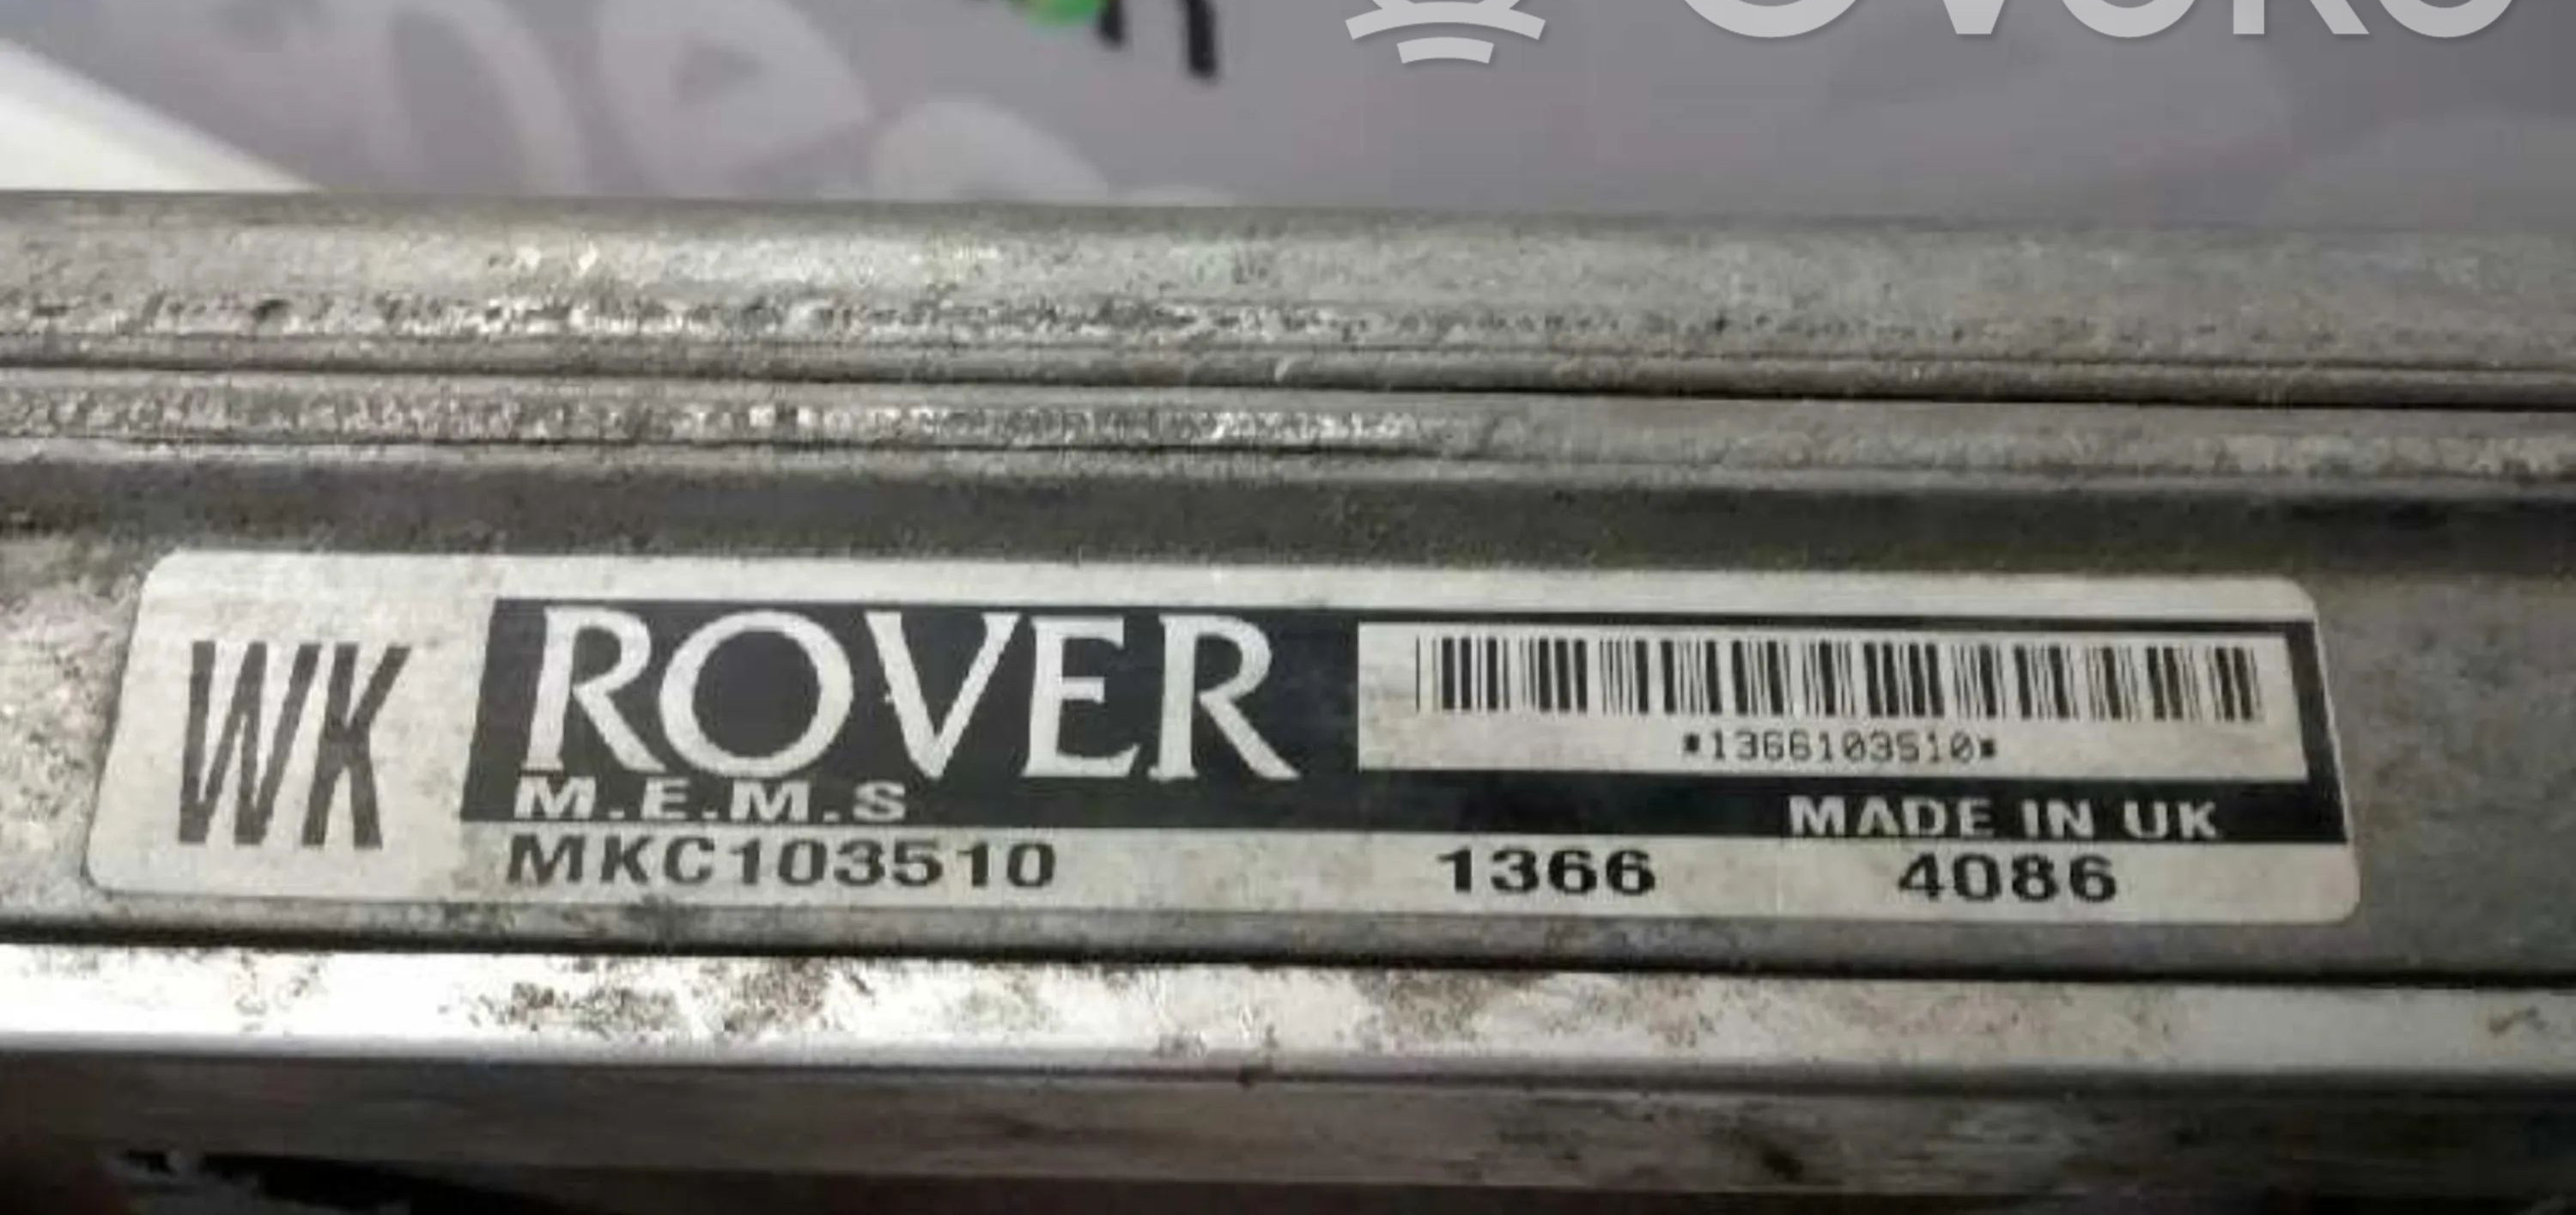 WK
ROVER
M.E.M.S
MKC103510
*1366103510*
MADE IN UK
1366
4086